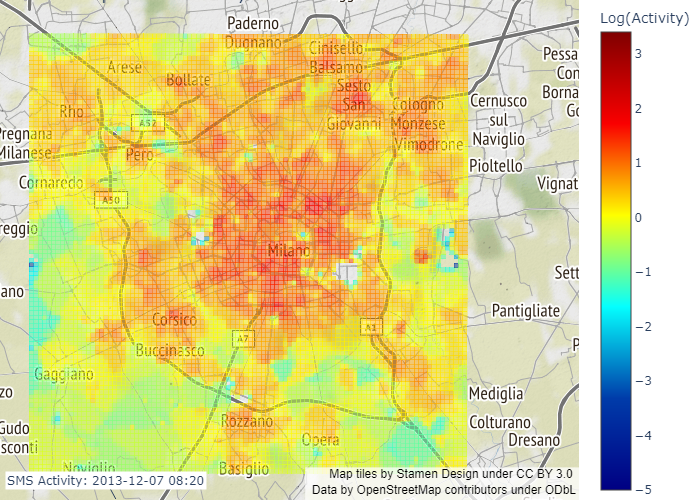 Log(Activity)
Paderno
Dugnano
Cinisello
Balsamo
Arese
Bollate
Sesto
San
Giovanni
Rho
Cologno
Monzese
Vimodrone
A52
Pero
Pregnana
Milanese
Cornaredo
A50
Pessa
Con
Borna
Cernusco
sul
Naviglio
Pioltello
Vignat
reggio
Milano
ano
Sett
Pantigliate
Corsico
A7
A1
Buccinasco
Gaggiano
Mediglia
Colturano
Dresano
zo
Gudo
sconti
Rozzano
Opera
Noviglio
Basiglio
3
2
1
0
−1
−2
−3
−4
−5
SMS Activity: 2013-12-07 08:20
Map tiles by Stamen Design under CC BY 3.0
Data by OpenStreetMap contributors under ODbL